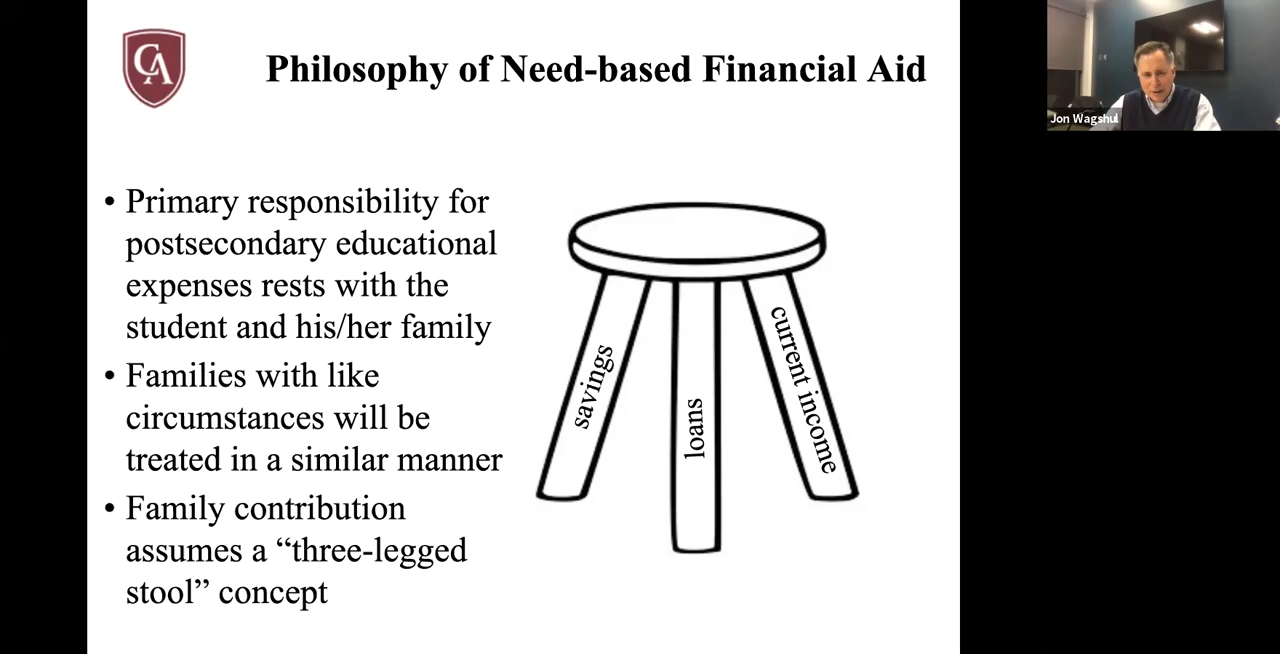 CA
Philosophy of Need-based Financial Aid
Jon Wagshul
• Primary responsibility for
postsecondary educational
expenses rests with the
student and his/her family
• Families with like
circumstances will be
treated in a similar manner
• Family contribution
assumes a “three-legged
stool” concept
savings
loans
current income